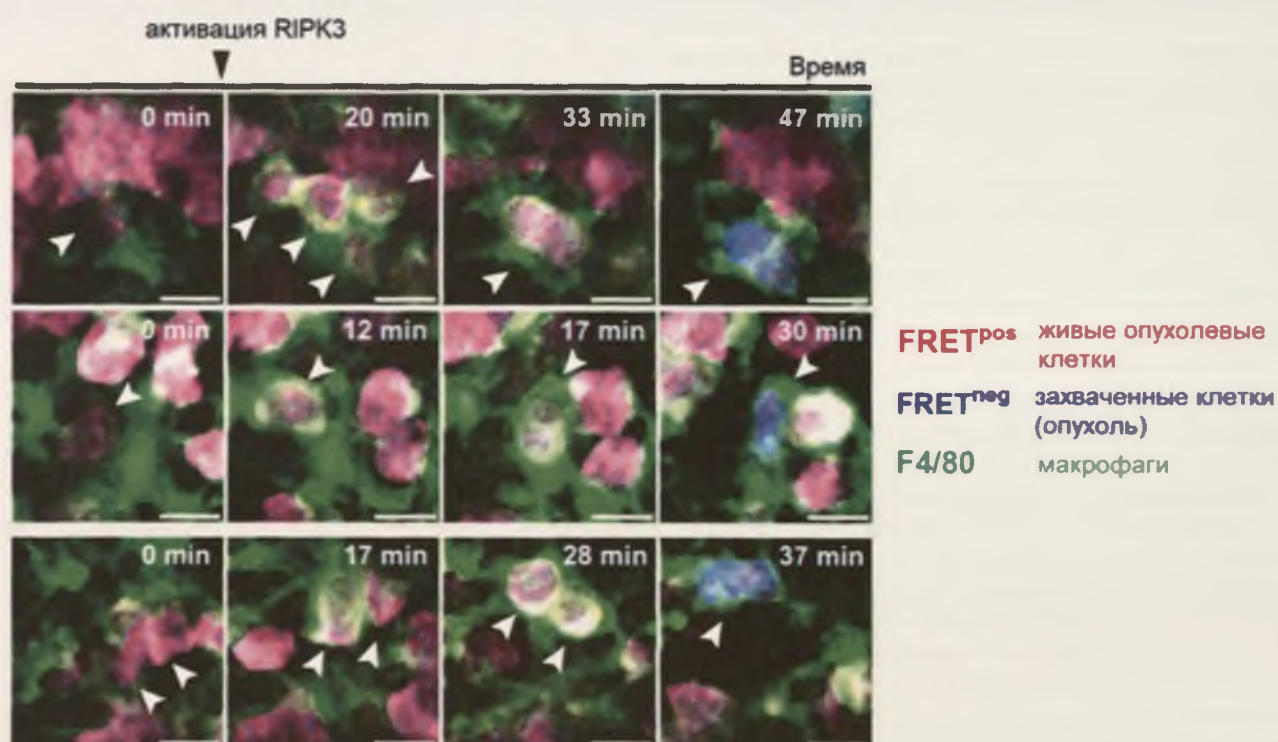 активация RIPK3
Время
0 min
20 min
33 min
47 min
0 min
12 min
17 min
30 min
0 min
17 min
28 min
37 min
FRETpos живые опухолевые
клетки
FRETneg захваченные клетки
(опухоль)
F4/80 макрофаги